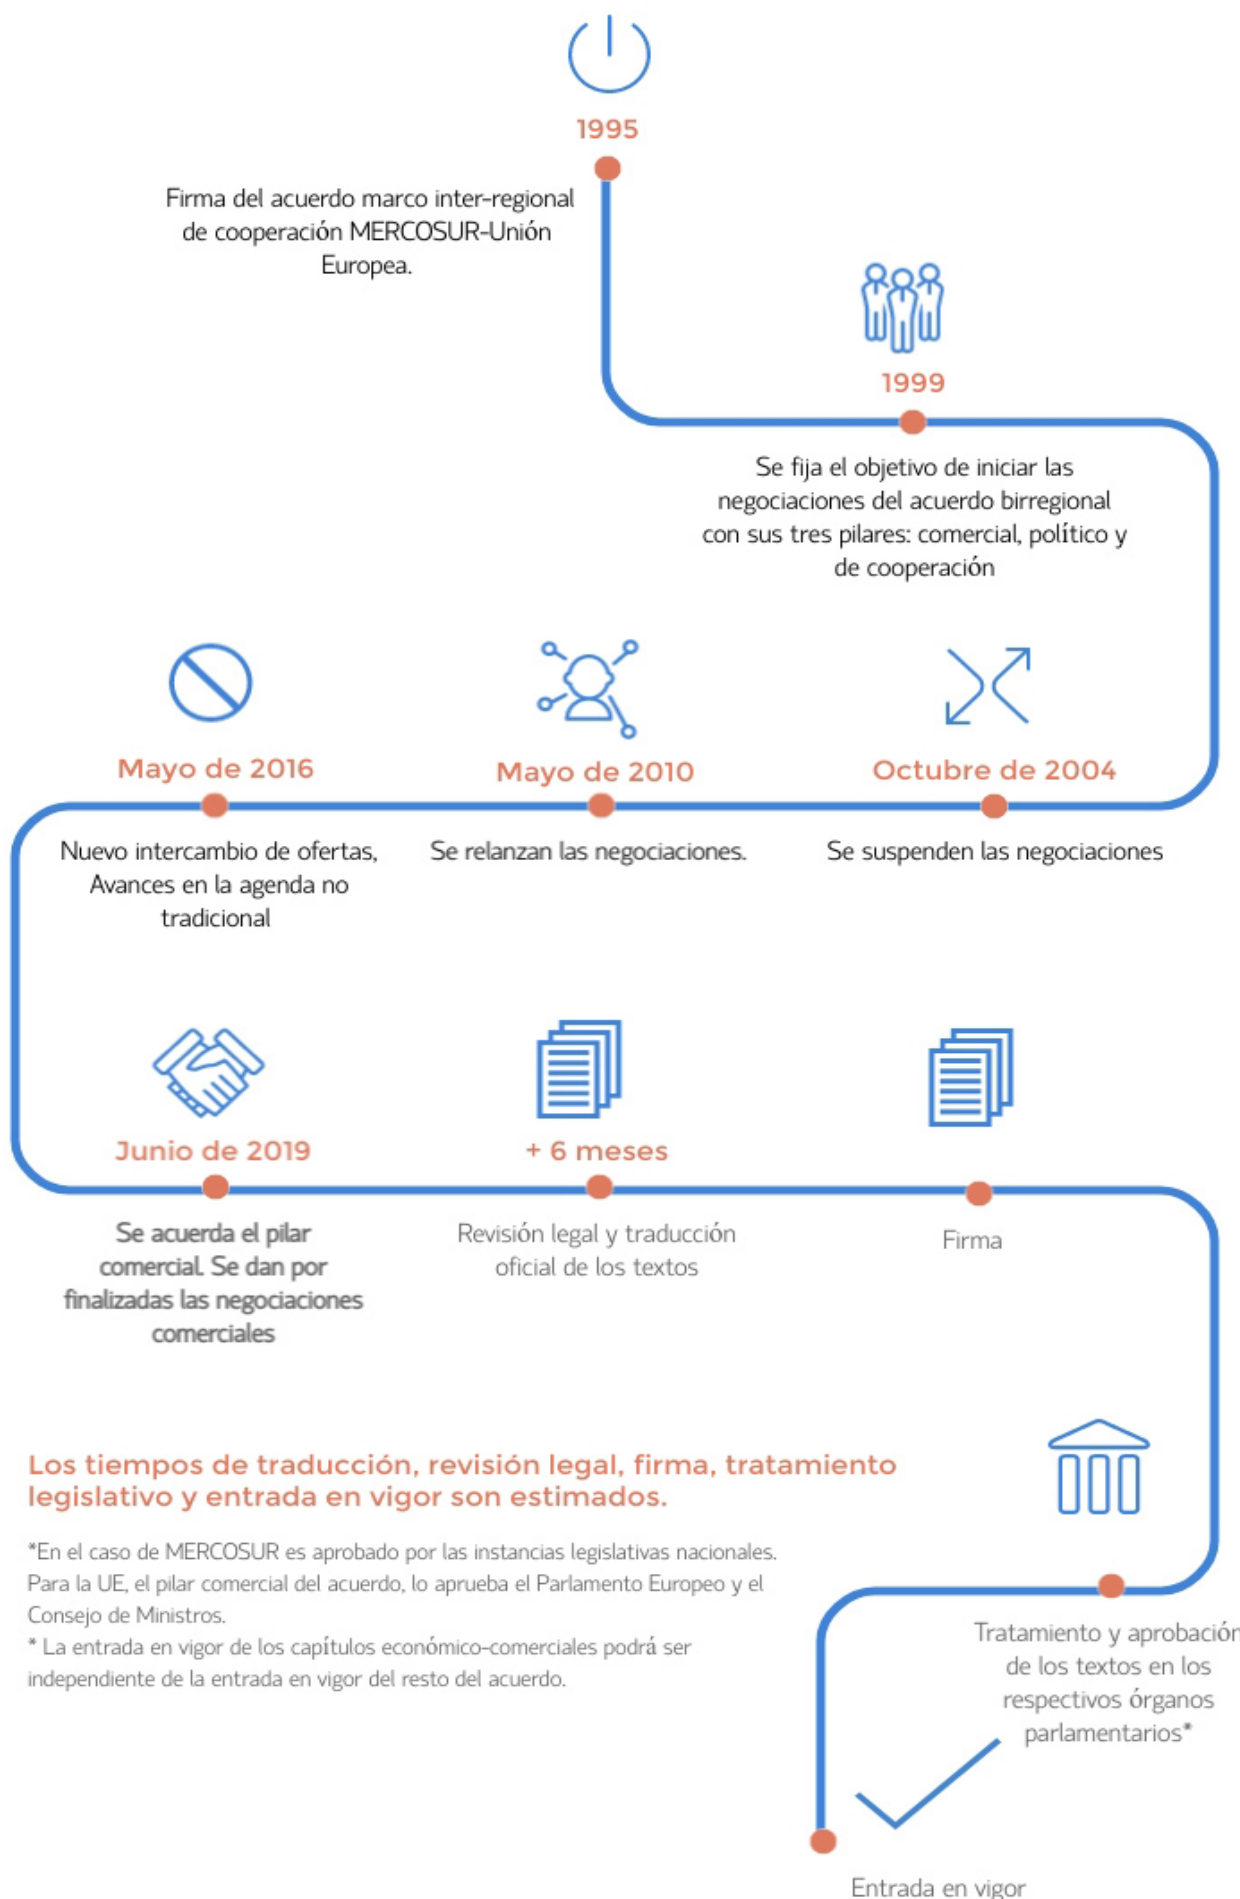 1995
Firma del acuerdo marco inter-regional
de cooperación MERCOSUR-Unión
Europea.
1999
Se fija el objetivo de iniciar las
negociaciones del acuerdo birregional
con sus tres pilares: comercial, político y
de cooperación
Octubre de 2004
Se suspenden las negociaciones
Mayo de 2010
Se relanzan las negociaciones.
Mayo de 2016
Nuevo intercambio de ofertas,
Avances en la agenda no
tradicional
Junio de 2019
Se acuerda el pilar
comercial. Se dan por
finalizadas las negociaciones
comerciales
+ 6 meses
Revisión legal y traducción
oficial de los textos
Firma
Tratamiento y aprobación
de los textos en los
respectivos órganos
parlamentarios*
Entrada en vigor
Los tiempos de traducción, revisión legal, firma, tratamiento
legislativo y entrada en vigor son estimados.
*En el caso de MERCOSUR es aprobado por las instancias legislativas nacionales.
Para la UE, el pilar comercial del acuerdo, lo aprueba el Parlamento Europeo y el
Consejo de Ministros.
* La entrada en vigor de los capítulos económico-comerciales podrá ser
independiente de la entrada en vigor del resto del acuerdo.